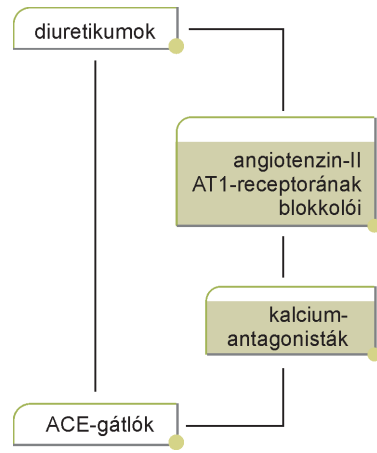 diuretikumok
angiotenzin-II
AT1-receptorának
blokkolói
kalcium-
antagonisták
ACE-gátlók